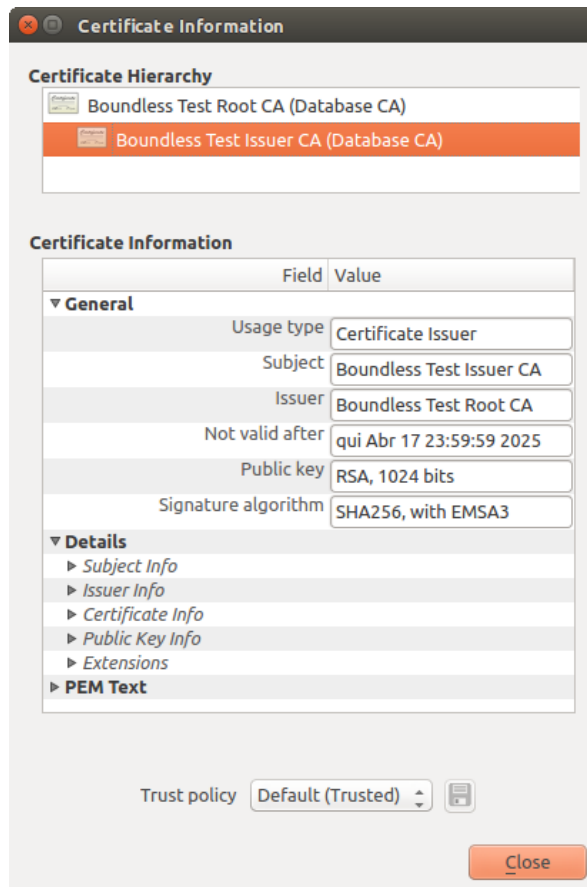 Certificate Information
Certificate Hierarchy
Boundless Test Root CA (Database CA)
Boundless Test Issuer CA (Database CA)
Certificate Information
Field Value
General
Usage type Certificate Issuer
Subject Boundless Test Issuer CA
Issuer Boundless Test Root CA
Not valid after qui Abr 17 23:59:59 2025
Public key RSA, 1024 bits
Signature algorithm SHA256, with EMSA3
Details
Subject Info
Issuer Info
Certificate Info
Public Key Info
Extensions
PEM Text
Trust policy Default (Trusted)
Close